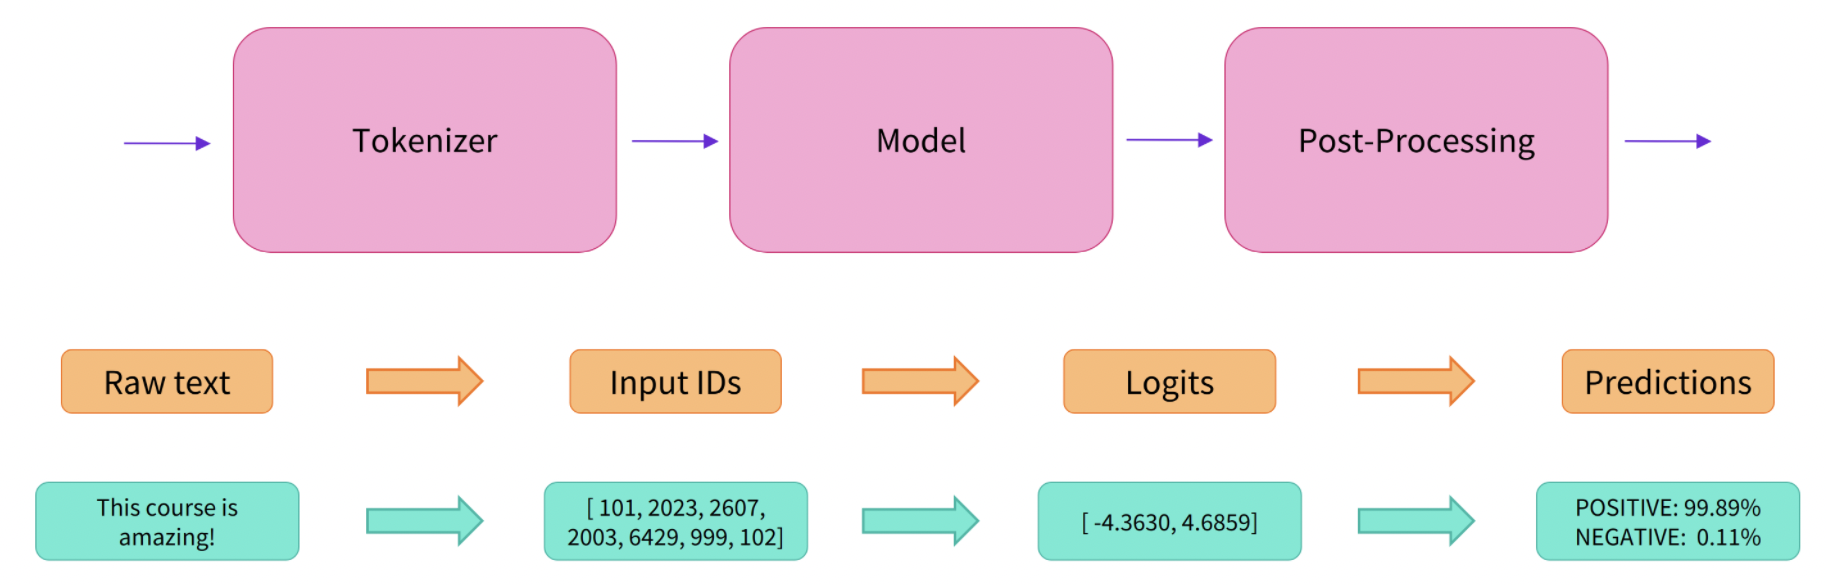 Tokenizer
Model
Post-Processing
Raw text
Input IDs
Logits
Predictions
This course is
amazing!
[ 101, 2023, 2607,
2003, 6429, 999, 102]
[ -4.3630, 4.6859]
POSITIVE: 99.89%
NEGATIVE:  0.11%